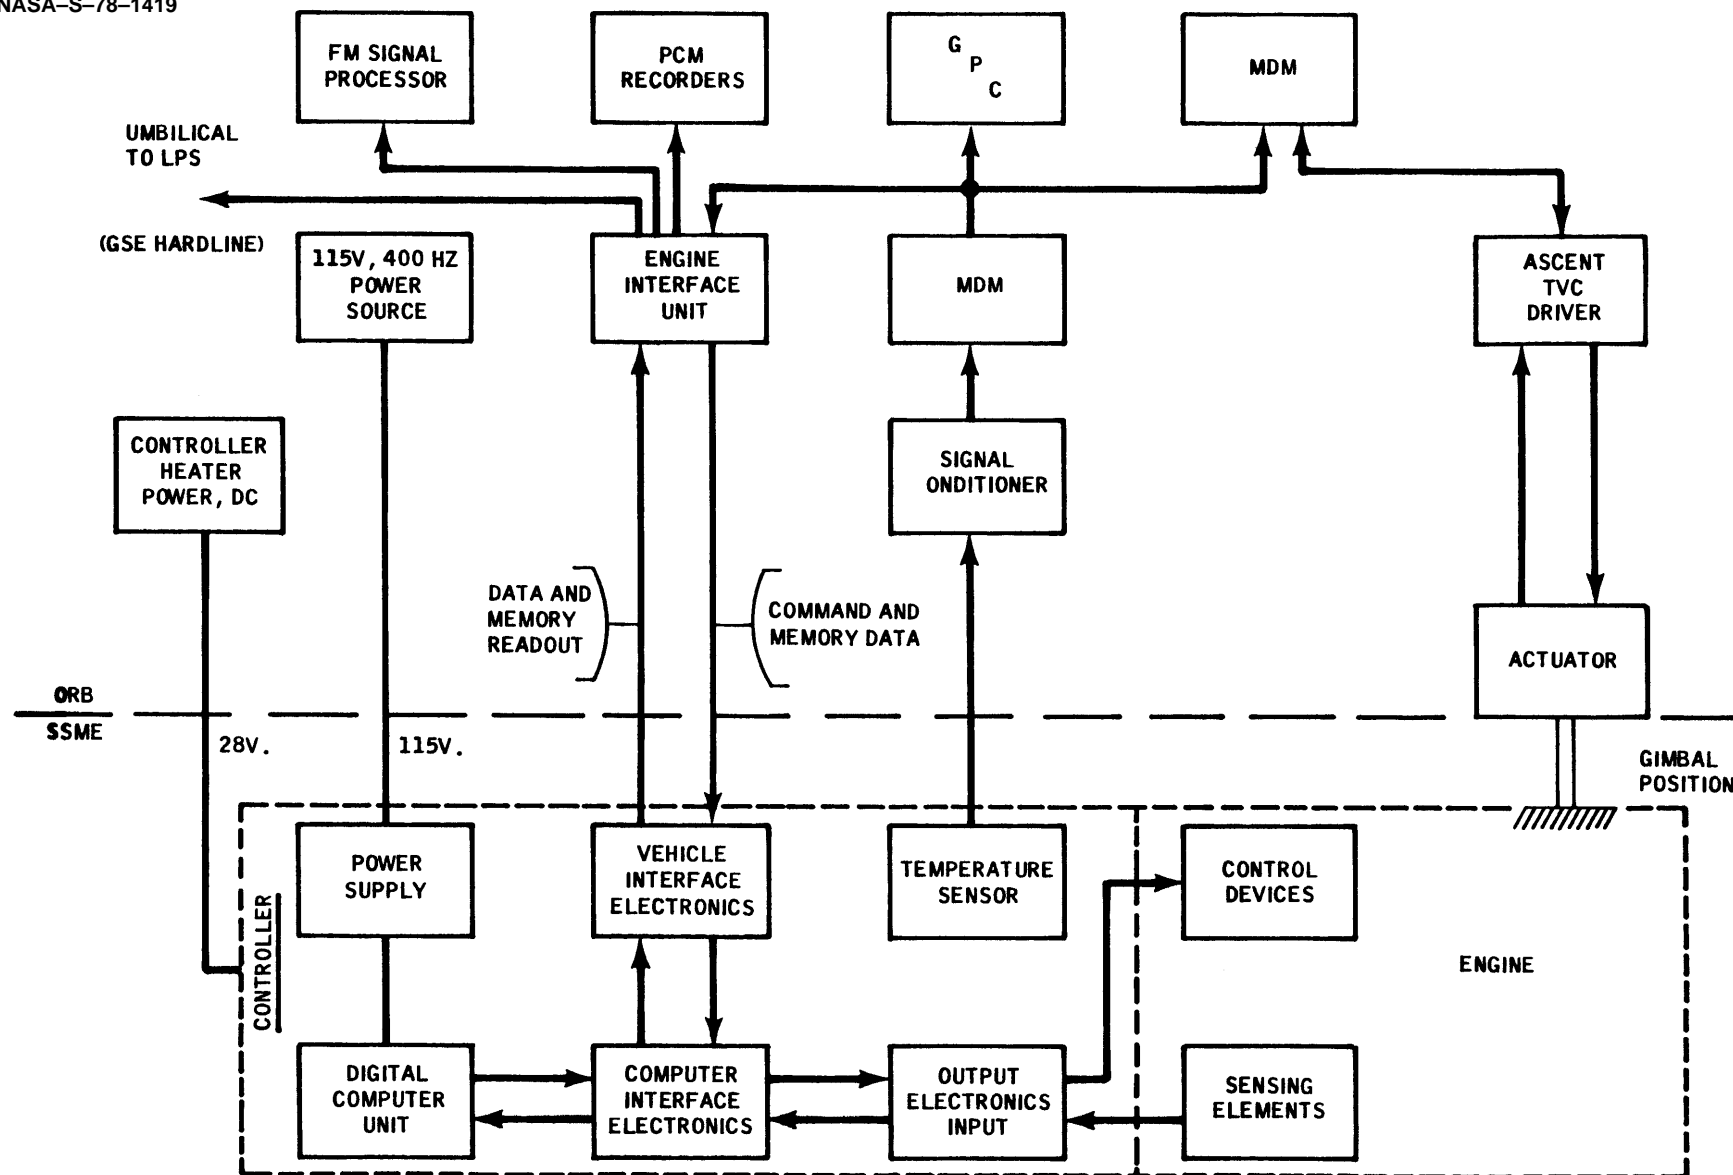 NASA–S–78–1419
FM SIGNAL
PROCESSOR
PCM
RECORDERS
G
P
C
MDM
UMBILICAL
TO LPS
(GSE HARDLINE)
115V, 400 HZ
POWER
SOURCE
ENGINE
INTERFACE
UNIT
MDM
ASCENT
TVC
DRIVER
CONTROLLER
HEATER
POWER, DC
SIGNAL
ONDITIONER
DATA AND
MEMORY
READOUT
COMMAND AND
MEMORY DATA
ACTUATOR
ORB
SSME
28V.
115V.
GIMBAL
POSITION
POWER
SUPPLY
VEHICLE
INTERFACE
ELECTRONICS
TEMPERATURE
SENSOR
CONTROL
DEVICES
CONTROLLER
ENGINE
DIGITAL
COMPUTER
UNIT
COMPUTER
INTERFACE
ELECTRONICS
OUTPUT
ELECTRONICS
INPUT
SENSING
ELEMENTS